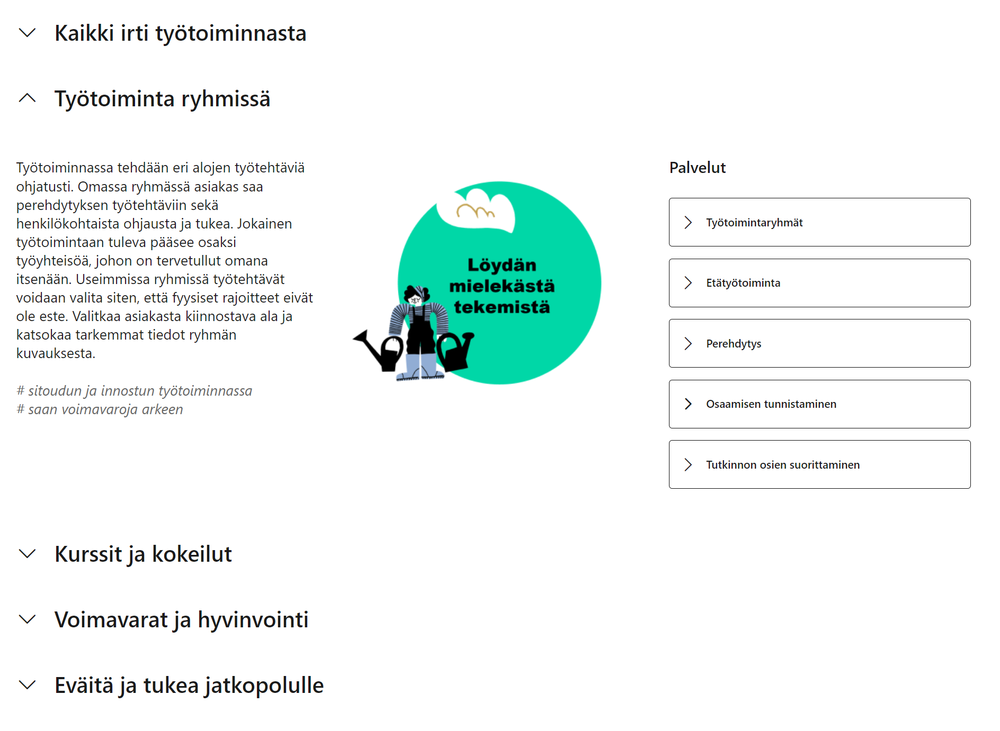 Kaikki irti työtoiminnasta
Työtoiminta ryhmissä
Työtoiminnassa tehdään eri alojen työtehtäviä
ohjatusti. Omassa ryhmässä asiakas saa
perehdytyksen työtehtäviin sekä
henkilökohtaista ohjausta ja tukea. Jokainen
työtoimintaan tuleva pääsee osaksi
työyhteisöä, johon on tervetullut omana
itsenään. Useimmissa ryhmissä työtehtävät
voidaan valita siten, että fyysiset rajoitteet eivät
ole este. Valitkaa asiakasta kiinnostava ala ja
katsokaa tarkemmat tiedot ryhmän
kuvauksesta.
# sitoudun ja innostun työtoiminnassa
# saan voimavaroja arkeen
Löydän
mielekästä
tekemistä
Palvelut
Työtoimintaryhmät
Etätyötoiminta
Perehdytys
Osaamisen tunnistaminen
Tutkinnon osien suorittaminen
Kurssit ja kokeilut
Voimavarat ja hyvinvointi
Eväitä ja tukea jatkopolulle